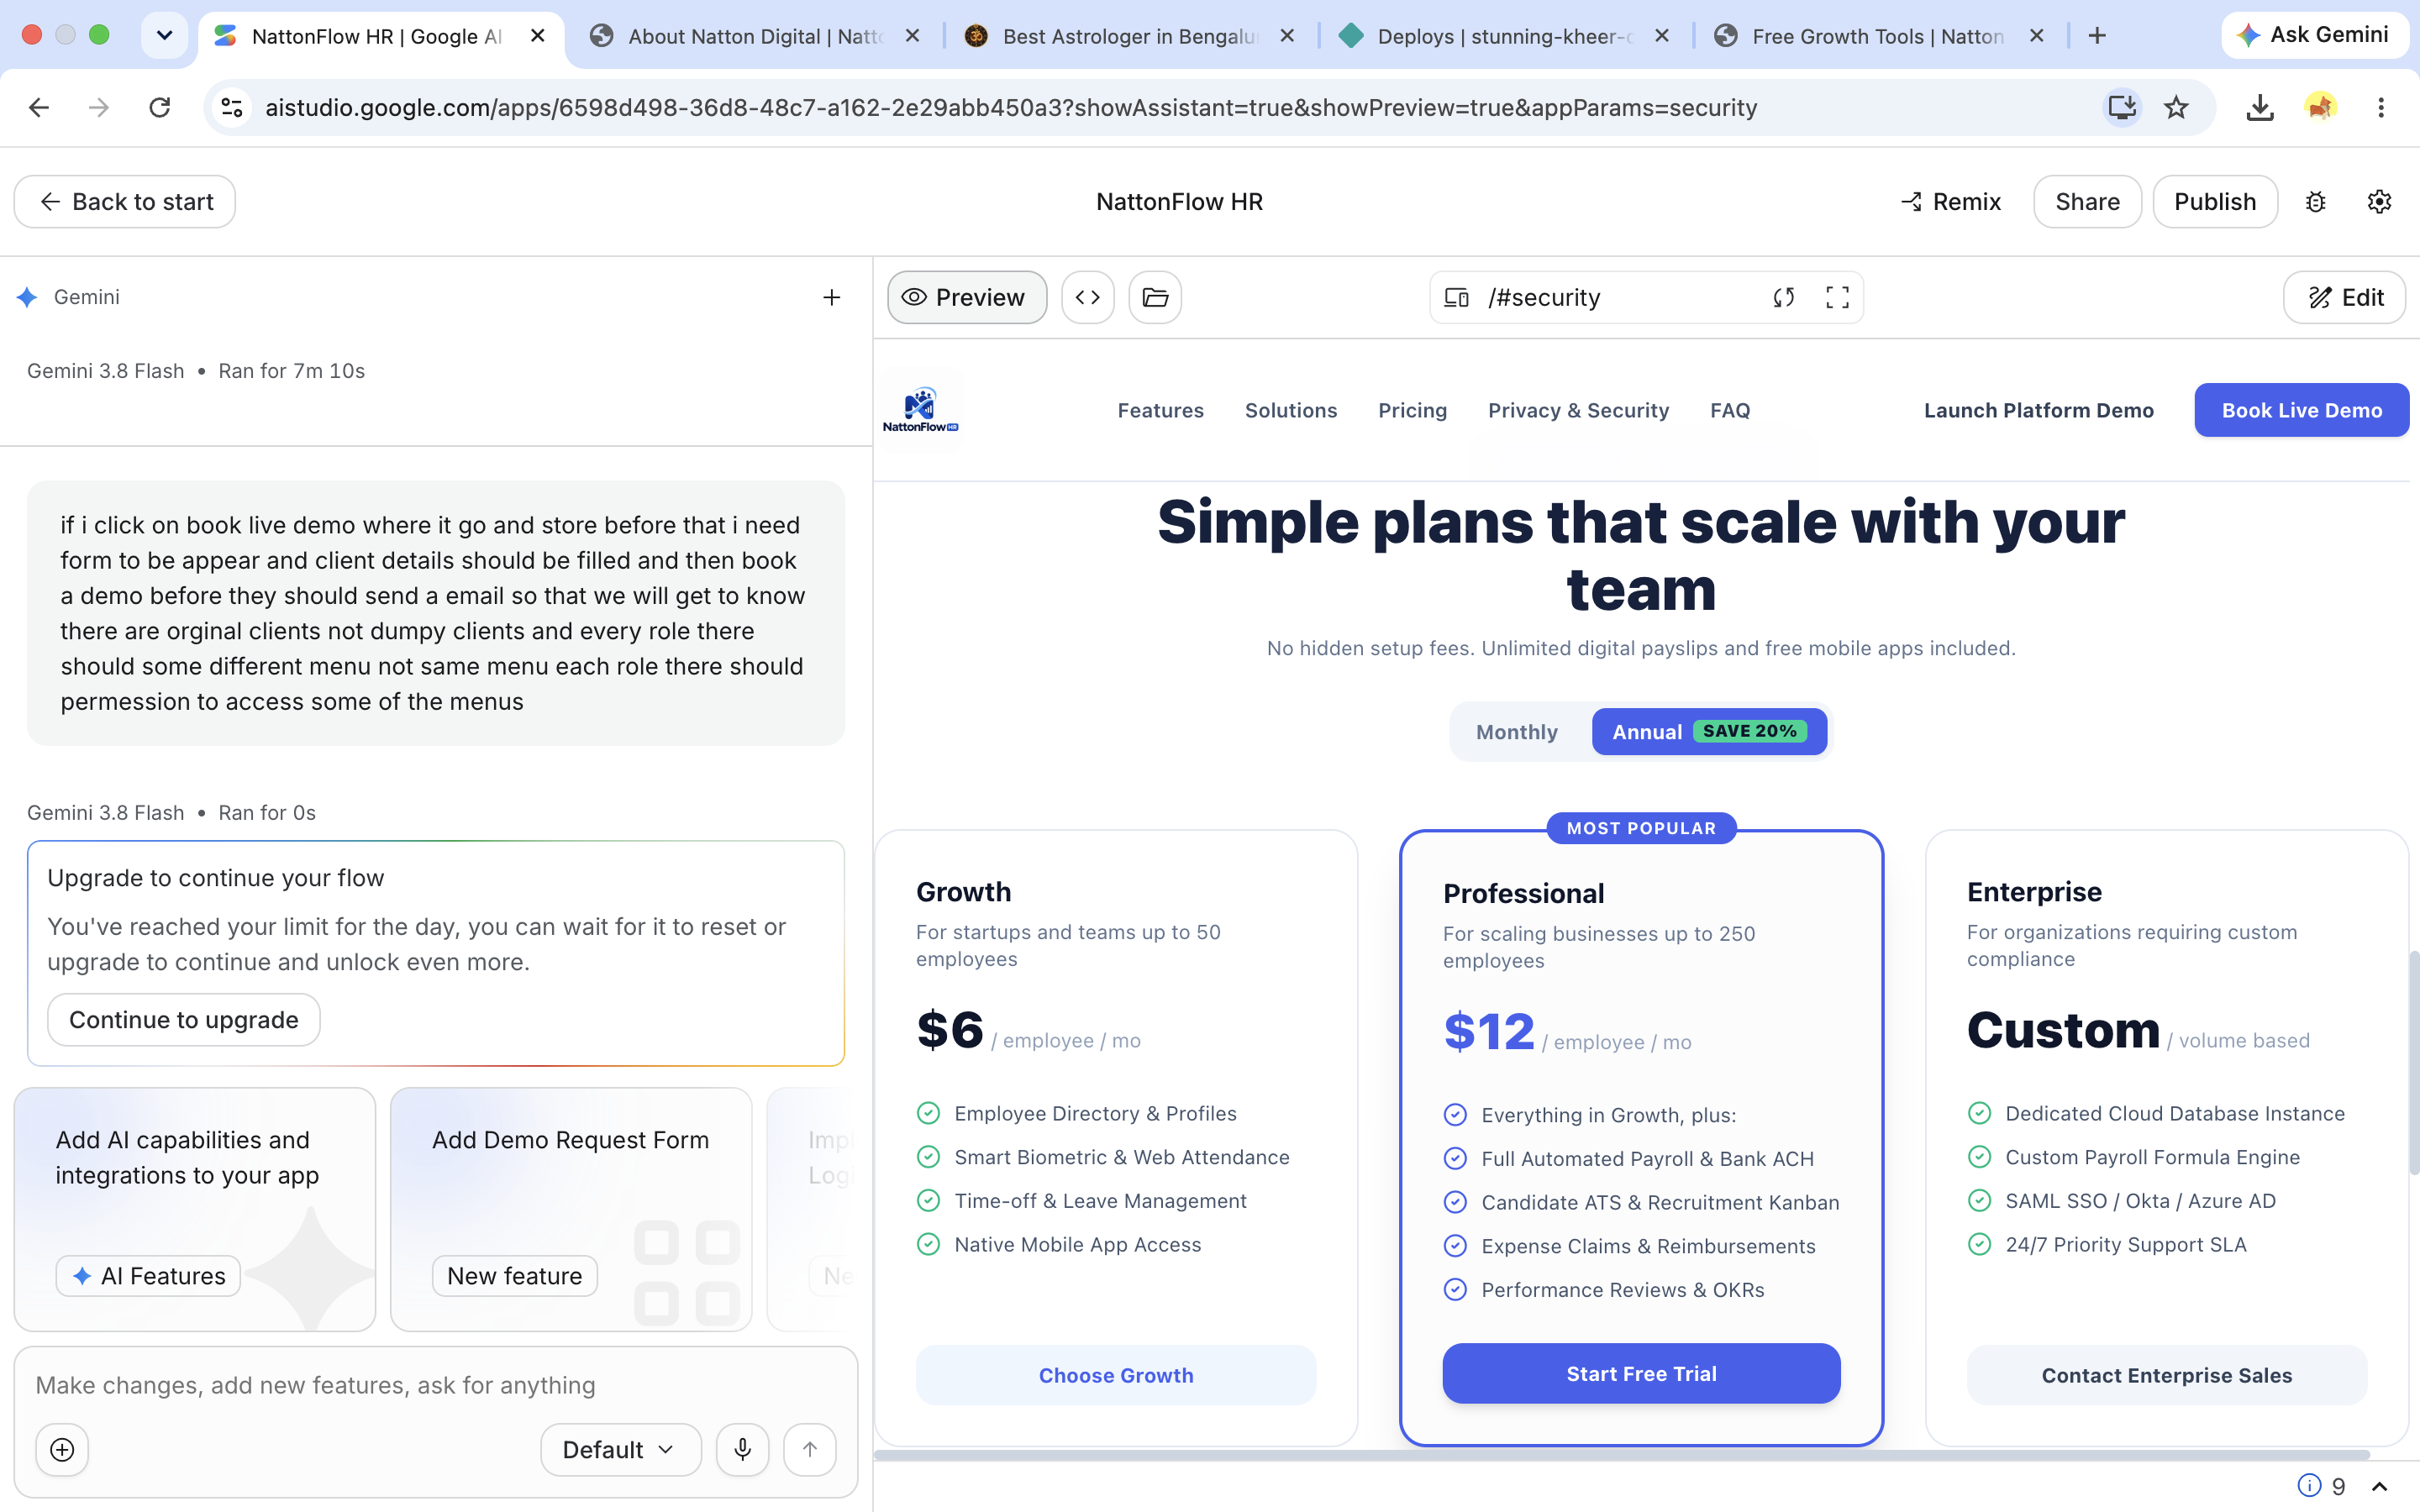 NattonFlow HR | Google AI
About Natton Digital | Natto
Best Astrologer in Bengalur
Deploys | stunning-kheer-c
Free Growth Tools | Natton
Ask Gemini
aistudio.google.com/apps/6598d498-36d8-48c7-a162-2e29abb450a3?showAssistant=true&showPreview=true&appParams=security
Back to start
NattonFlow HR
Remix
Share
Publish
Gemini
Gemini 3.8 Flash • Ran for 7m 10s
if i click on book live demo where it go and store before that i need
form to be appear and client details should be filled and then book
a demo before they should send a email so that we will get to know
there are orginal clients not dumpy clients and every role there
should some different menu not same menu each role there should
permession to access some of the menus
Gemini 3.8 Flash • Ran for 0s
Upgrade to continue your flow
You've reached your limit for the day, you can wait for it to reset or
upgrade to continue and unlock even more.
Continue to upgrade
Add AI capabilities and
integrations to your app
AI Features
Add Demo Request Form
New feature
Imp
Log
Ne
Make changes, add new features, ask for anything
Default
Preview
/#security
Edit
NattonFlow HR
Features
Solutions
Pricing
Privacy & Security
FAQ
Launch Platform Demo
Book Live Demo
Simple plans that scale with your
team
No hidden setup fees. Unlimited digital payslips and free mobile apps included.
Monthly
Annual SAVE 20%
Growth
For startups and teams up to 50
employees
$6 / employee / mo
Employee Directory & Profiles
Smart Biometric & Web Attendance
Time-off & Leave Management
Native Mobile App Access
Choose Growth
MOST POPULAR
Professional
For scaling businesses up to 250
employees
$12 / employee / mo
Everything in Growth, plus:
Full Automated Payroll & Bank ACH
Candidate ATS & Recruitment Kanban
Expense Claims & Reimbursements
Performance Reviews & OKRs
Start Free Trial
Enterprise
For organizations requiring custom
compliance
Custom / volume based
Dedicated Cloud Database Instance
Custom Payroll Formula Engine
SAML SSO / Okta / Azure AD
24/7 Priority Support SLA
Contact Enterprise Sales
9